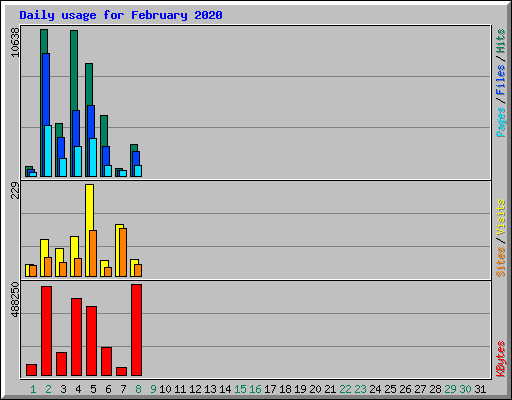 Daily usage for February 2020
10638
Pages / Files / Hits
229
Sites / Visits
488250
KBytes
1 2 3 4 5 6 7 8 9 10 11 12 13 14 15 16 17 18 19 20 21 22 23 24 25 26 27 28 29 30 31